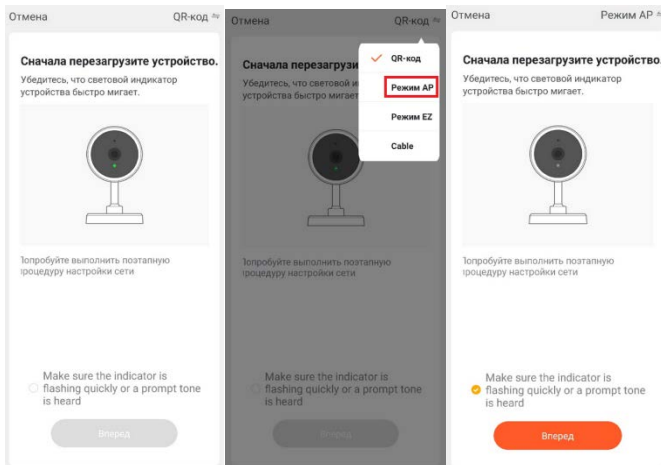 Отмена
QR-код
Сначала перезагрузите устройство.
Убедитесь, что световой индикатор
устройства быстро мигает.
Попробуйте выполнить поэтапную
процедуру настройки сети
Make sure the indicator is
flashing quickly or a prompt tone
is heard
Вперед
Отмена
QR-код
Сначала перезагрузи
Убедитесь, что световой и
устройства быстро мигает
QR-код
Режим AP
Режим EZ
Cable
Попробуйте выполнить поэтапную
процедуру настройки сети
Make sure the indicator is
flashing quickly or a prompt tone
is heard
Вперед
Отмена
Режим AP
Сначала перезагрузите устройство.
Убедитесь, что световой индикатор
устройства быстро мигает.
Попробуйте выполнить поэтапную
процедуру настройки сети
Make sure the indicator is
flashing quickly or a prompt tone
is heard
Вперед